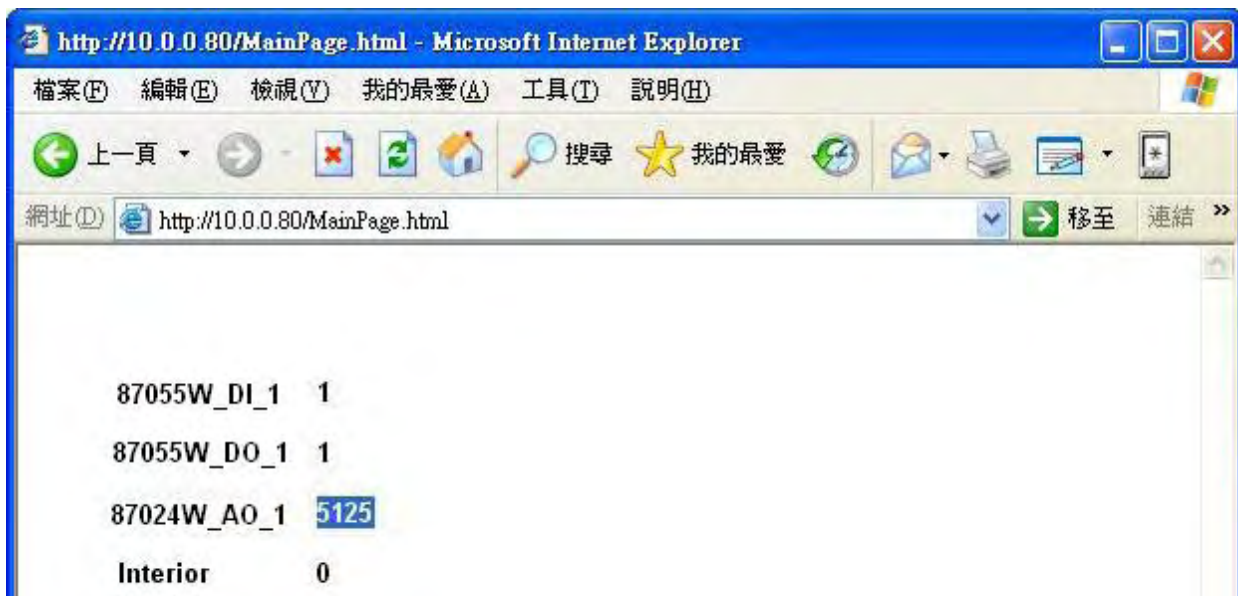 http://10.0.0.80/MainPage.html - Microsoft Internet Explorer
檔案(F) 編輯(E) 檢視(V) 我的最愛(A) 工具(T) 說明(H)
上一頁 搜尋 我的最愛
網址(D) http://10.0.0.80/MainPage.html 移至 連結 »
87055W_DI_1 1
87055W_DO_1 1
87024W_AO_1 5125
Interior 0